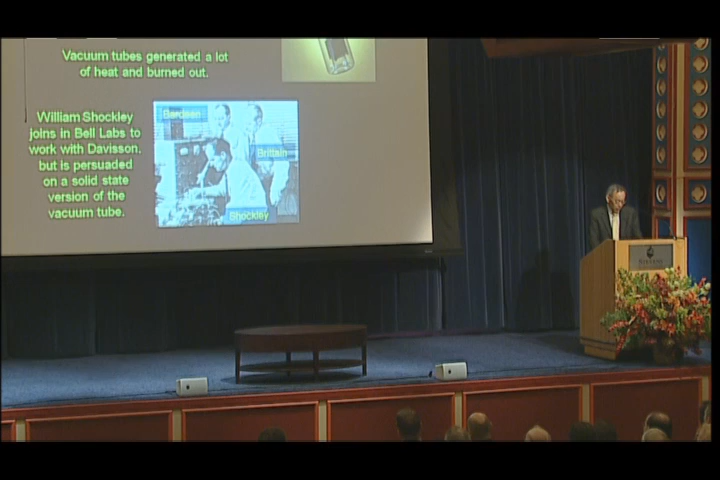 Vacuum tubes generated a lot
of heat and burned out.
William Shockley
joins in Bell Labs to
work with Davisson,
but is persuaded
on a solid state
version of the
vacuum tube.
Bardeen
Brittain
Shockley